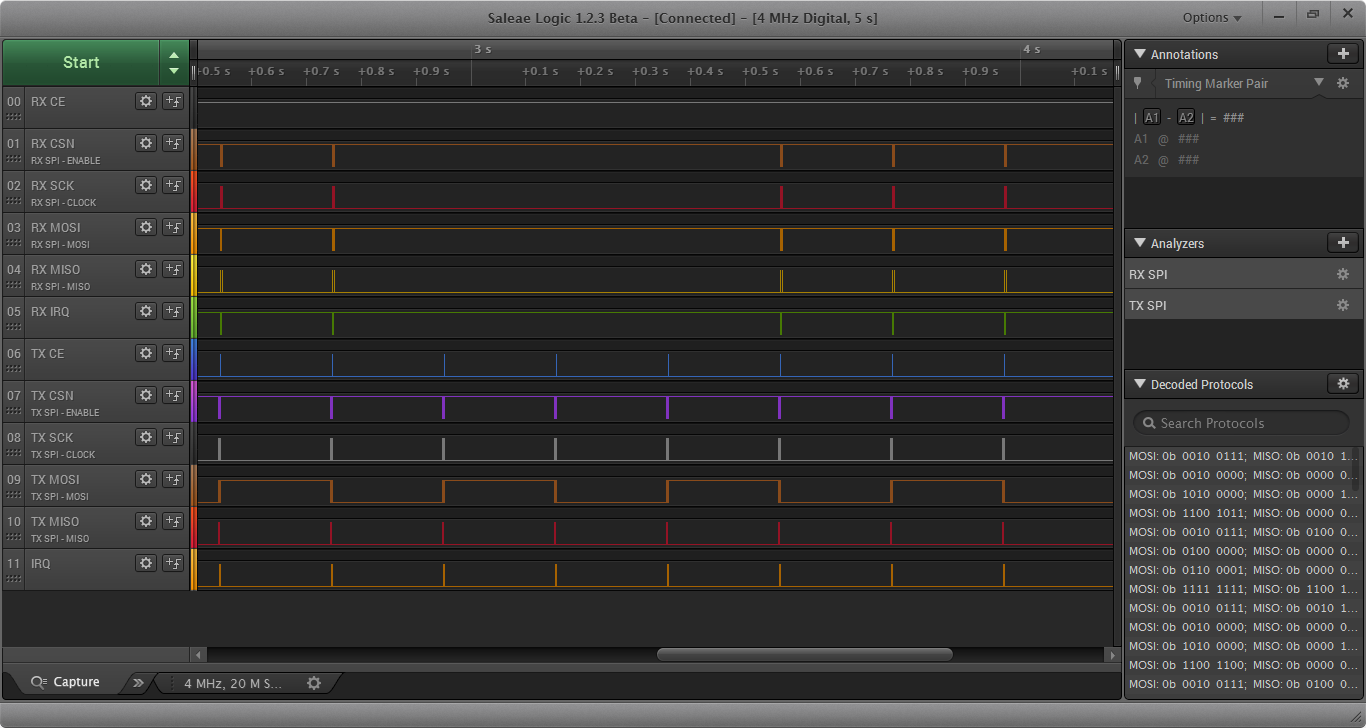 Saleae Logic 1.2.3 Beta - [Connected] - [4 MHz Digital, 5 s]
Options
Start
3 s
4 s
+0.5 s +0.6 s +0.7 s +0.8 s +0.9 s +0.1 s +0.2 s +0.3 s +0.4 s +0.5 s +0.6 s +0.7 s +0.8 s +0.9 s +0.1 s
00 RX CE
01 RX CSN
RX SPI - ENABLE
02 RX SCK
RX SPI - CLOCK
03 RX MOSI
RX SPI - MOSI
04 RX MISO
RX SPI - MISO
05 RX IRQ
06 TX CE
07 TX CSN
TX SPI - ENABLE
08 TX SCK
TX SPI - CLOCK
09 TX MOSI
TX SPI - MOSI
10 TX MISO
TX SPI - MISO
11 IRQ
Capture
4 MHz, 20 M S...
Annotations
Timing Marker Pair
| A1 - A2 | = ###
A1 @ ###
A2 @ ###
Analyzers
RX SPI
TX SPI
Decoded Protocols
Search Protocols
MOSI: 0b 0010 0111; MISO: 0b 0010 1...
MOSI: 0b 0010 0000; MISO: 0b 0000 0...
MOSI: 0b 1010 0000; MISO: 0b 0000 1...
MOSI: 0b 1100 1011; MISO: 0b 0000 0...
MOSI: 0b 0010 0111; MISO: 0b 0100 0...
MOSI: 0b 0100 0000; MISO: 0b 0000 0...
MOSI: 0b 0110 0001; MISO: 0b 0000 0...
MOSI: 0b 1111 1111; MISO: 0b 1100 1...
MOSI: 0b 0010 0111; MISO: 0b 0010 1...
MOSI: 0b 0010 0000; MISO: 0b 0000 0...
MOSI: 0b 1010 0000; MISO: 0b 0000 1...
MOSI: 0b 1100 1100; MISO: 0b 0000 0...
MOSI: 0b 0010 0111; MISO: 0b 0100 0...